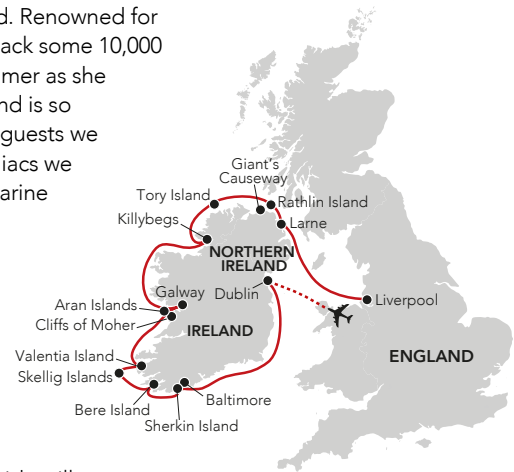 d. Renowned for
ack some 10,000
mer as she
nd is so
guests we
iacs we
arine
Giant's
Causeway
Tory Island
Rathlin Island
Killybegs
Larne
NORTHERN
IRELAND
Galway
Dublin
Aran Islands
Liverpool
Cliffs of Moher
IRELAND
Valentia Island
ENGLAND
Skellig Islands
Baltimore
Bere Island
Sherkin Island